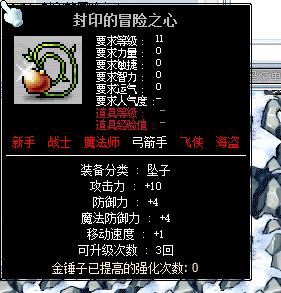 封印的冒险之心
要求等级： 11
要求力量： 0
要求敏捷： 0
要求智力： 0
要求运气： 0
要求人气度： -
道具等级： -
道具经验值： -
新手 战士 魔法师 弓箭手 飞侠 海盗
装备分类 : 坠子
攻击力 : +10
防御力 : +4
魔法防御力 : +4
移动速度 : +1
可升级次数 : 3回
金锤子已提高的强化次数: 0